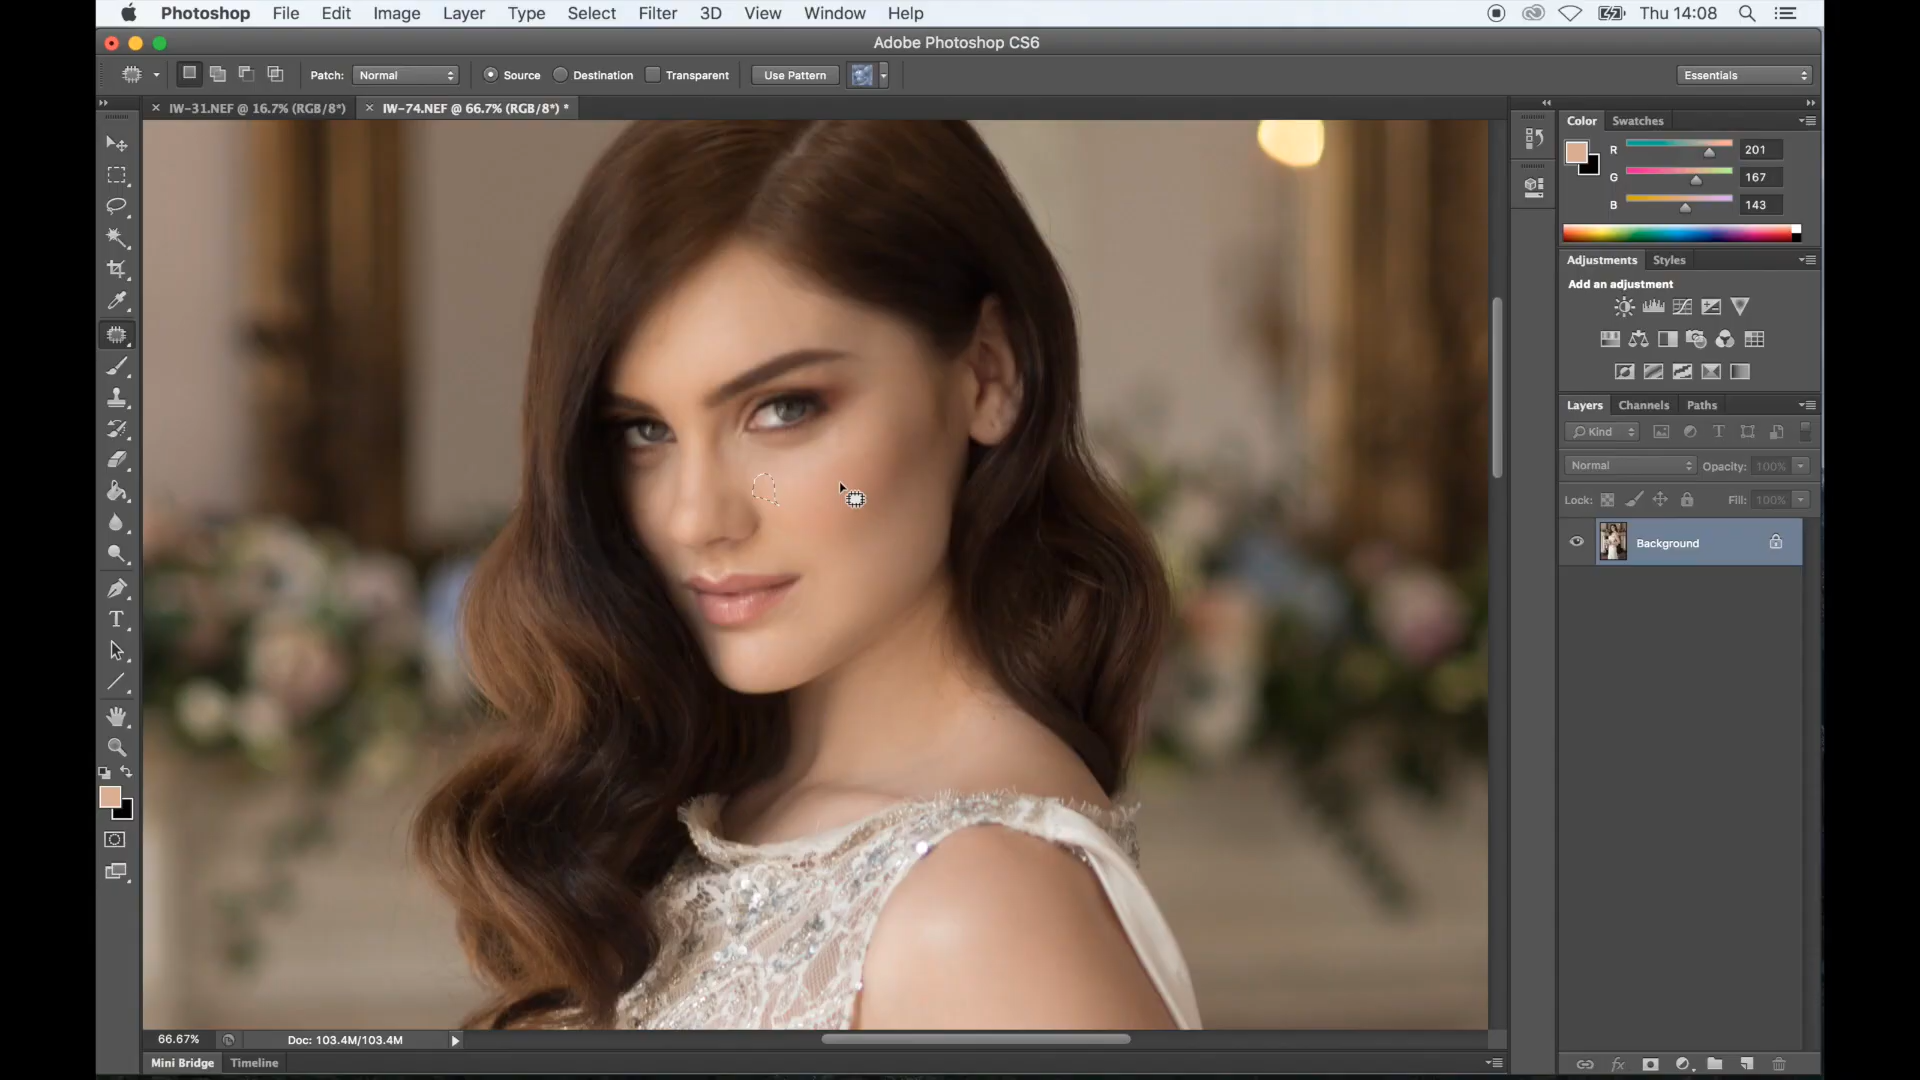 Photoshop File Edit Image Layer Type Select Filter 3D View Window Help Thu 14:08
Adobe Photoshop CS6
Patch: Normal Source Destination Transparent Use Pattern Essentials
IW-31.NEF @ 16.7% (RGB/8*) IW-74.NEF @ 66.7% (RGB/8*) *
Color Swatches
R 201
G 167
B 143
Adjustments Styles
Add an adjustment
Layers Channels Paths
Kind
Normal Opacity: 100%
Lock: Fill: 100%
Background
66.67% Doc: 103.4M/103.4M
Mini Bridge Timeline